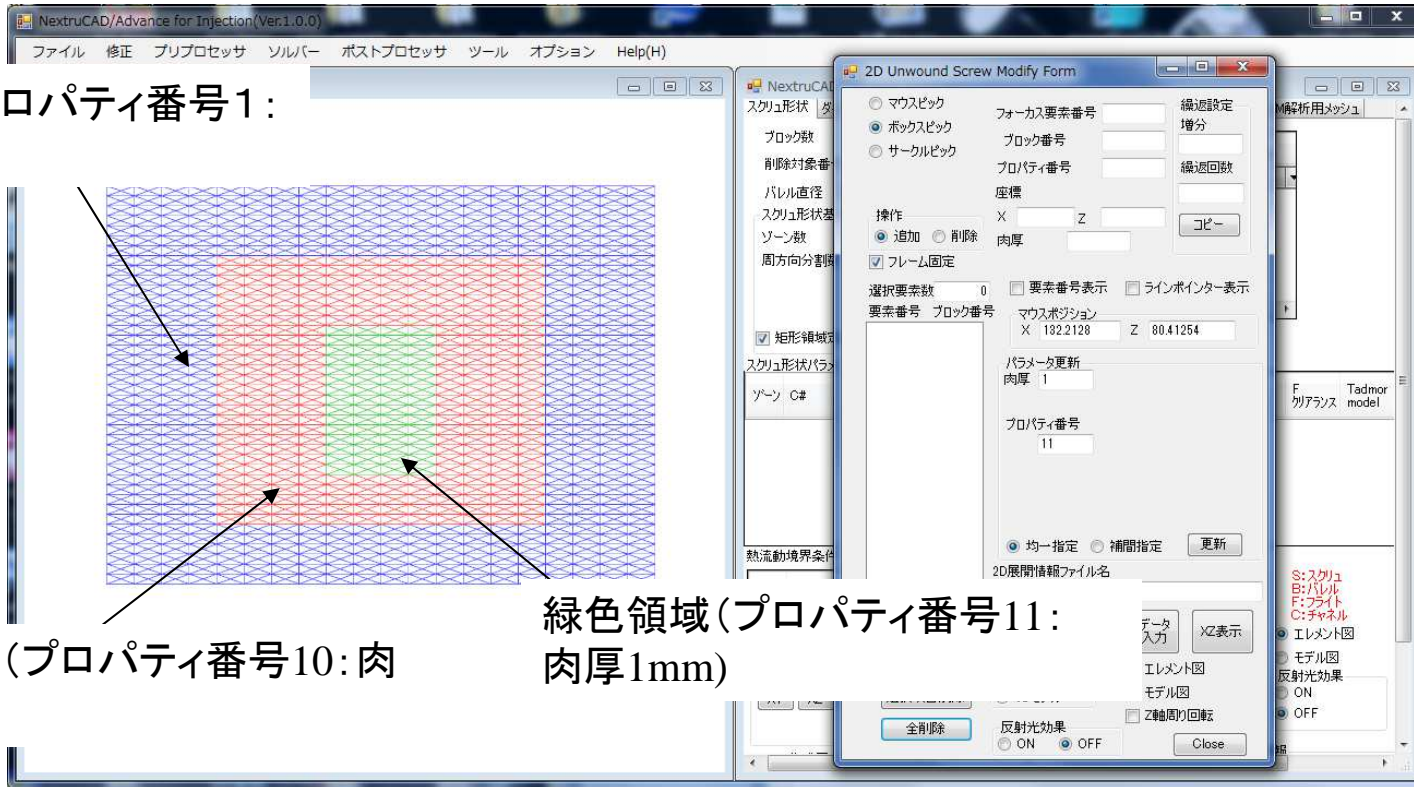 NextruCAD/Advance for Injection(Ver.1.0.0)
ファイル 修正 プリプロセッサ ソルバー ポストプロセッサ ツール オプション Help(H)
ロパティ番号1:
(プロパティ番号10:肉
緑色領域(プロパティ番号11:
肉厚1mm)
NextruCAD
スクリュ形状
ブロック数
削除対象番
バレル直径
スクリュ形状基
ゾーン数
周方向分割数
矩形領域定
スクリュ形状パラメ
ゾーン C#
熱流動境界条件
2D Unwound Screw Modify Form
マウスピック
ボックスピック
サークルピック
フォーカス要素番号
ブロック番号
プロパティ番号
座標
X Z
肉厚
繰返設定
増分
繰返回数
コピー
操作
追加 削除
フレーム固定
選択要素数 0
要素番号 ブロック番号
要素番号表示 ラインポインター表示
マウスポジション
X 132.2128 Z 80.41254
パラメータ更新
肉厚 1
プロパティ番号
11
均一指定 補間指定 更新
2D展開情報ファイル名
データ
入力
XZ表示
エレメント図
モデル図
Z軸周り回転
全削除
反射光効果
ON OFF
Close
M解析用メッシュ
F
クリアランス
Tadmor
model
S:スクリュ
B:バレル
F:フライト
C:チャネル
エレメント図
モデル図
反射光効果
ON
OFF